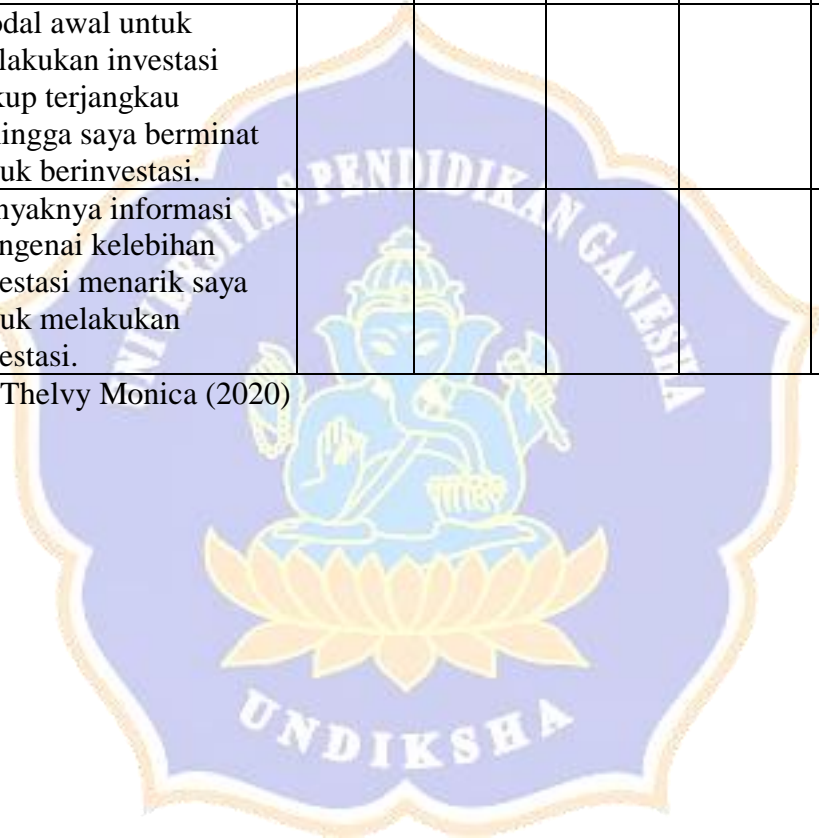 odal awal untuk
lakukan investasi
kup terjangkau
ingga saya berminat
uk berinvestasi.
nyaknya informasi
ngenai kelebihan
estasi menarik saya
uk melakukan
estasi.
Thelvy Monica (2020)
UNIVERSITAS PENDIDIKAN GANESHA
UNDIKSHA